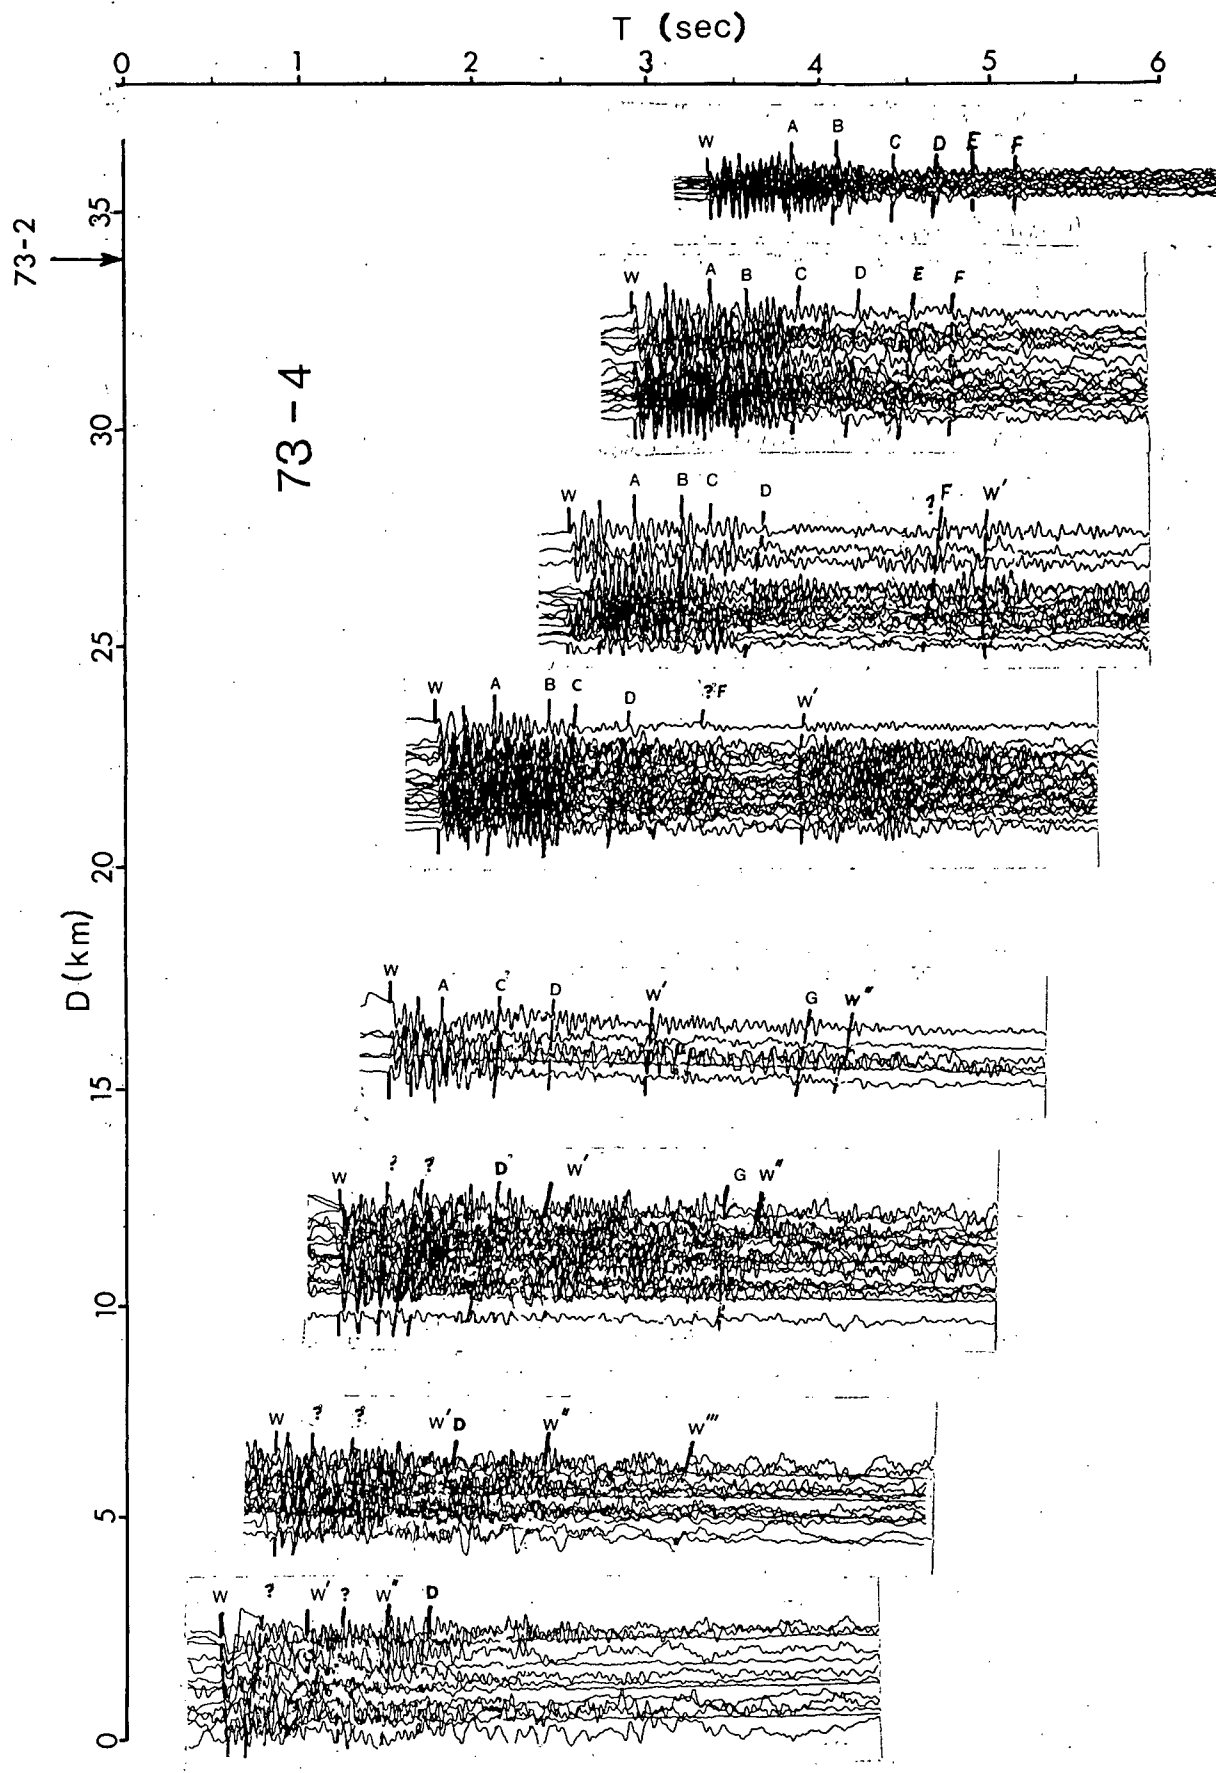 T (sec)
0 1 2 3 4 5 6
W A B C D E F
35
73-2
W A B C D E F
73-4
30
W A B C D ? F W'
25
W A B C D ? F W'
20
D (km)
W A C? D W' G W"
15
W ? ? D? W' G W"
10
W ? ? W' D W" W'''
5
W ? W' ? W" D
0